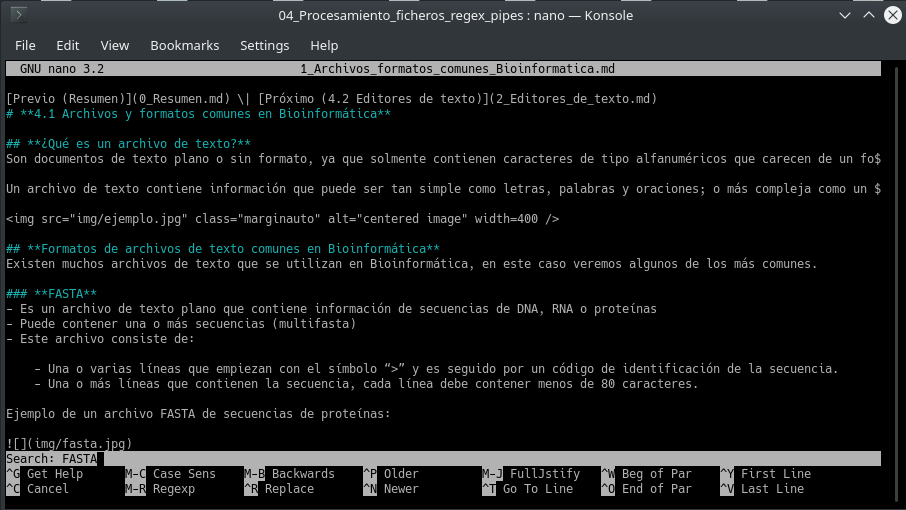 04_Procesamiento_ficheros_regex_pipes : nano — Konsole
File Edit View Bookmarks Settings Help
GNU nano 3.2 1_Archivos_formatos_comunes_Bioinformatica.md
[Previo (Resumen)](0_Resumen.md) \| [Próximo (4.2 Editores de texto)](2_Editores_de_texto.md)
# **4.1 Archivos y formatos comunes en Bioinformática**
## **¿Qué es un archivo de texto?**
Son documentos de texto plano o sin formato, ya que solmente contienen caracteres de tipo alfanuméricos que carecen de un fo$
Un archivo de texto contiene información que puede ser tan simple como letras, palabras y oraciones; o más compleja como un $
<img src="img/ejemplo.jpg" class="marginauto" alt="centered image" width=400 />
## **Formatos de archivos de texto comunes en Bioinformática**
Existen muchos archivos de texto que se utilizan en Bioinformática, en este caso veremos algunos de los más comunes.
### **FASTA**
- Es un archivo de texto plano que contiene información de secuencias de DNA, RNA o proteínas
- Puede contener una o más secuencias (multifasta)
- Este archivo consiste de:
- Una o varias líneas que empiezan con el símbolo “>” y es seguido por un código de identificación de la secuencia.
- Una o más líneas que contienen la secuencia, cada línea debe contener menos de 80 caracteres.
Ejemplo de un archivo FASTA de secuencias de proteínas:
![](img/fasta.jpg)
Search: FASTA
^G Get Help M-C Case Sens M-B Backwards ^P Older M-J FullJstify ^W Beg of Par ^Y First Line
^C Cancel M-R Regexp ^R Replace ^N Newer ^T Go To Line ^O End of Par ^V Last Line